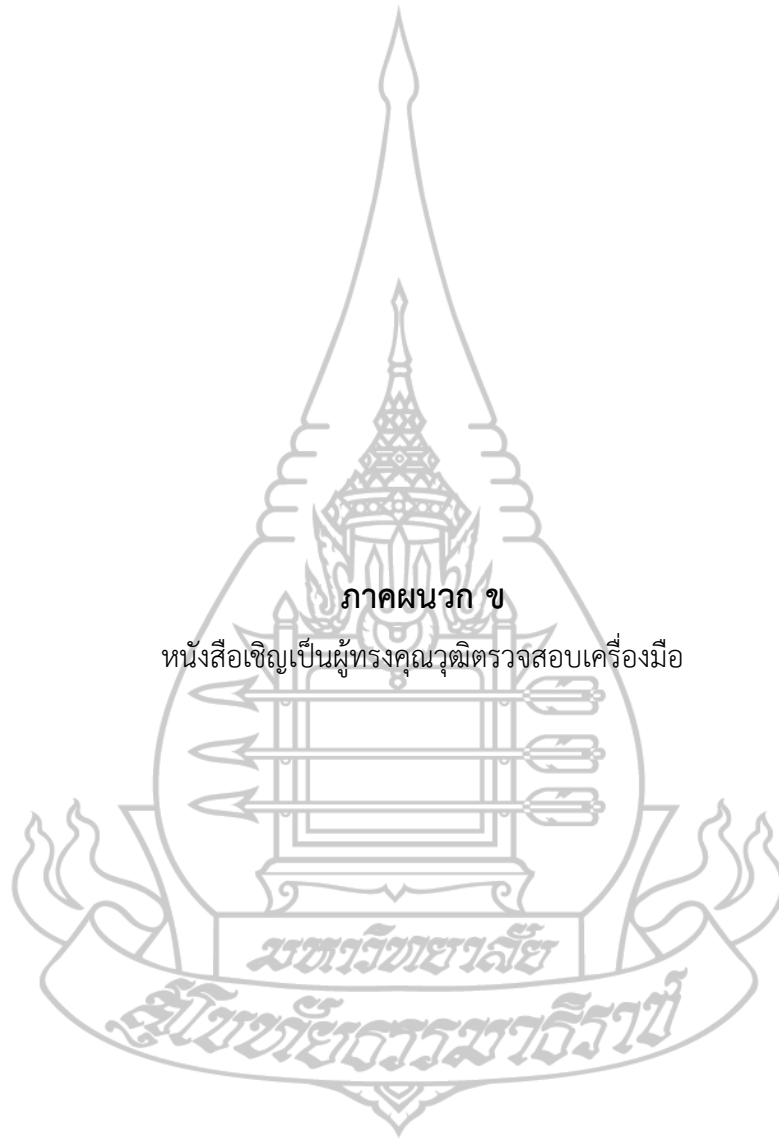 ภาคผนวก ข
หนังสือเชิญเป็นผู้ทรงคุณวุฒิตรวจสอบเครื่องมือ
มหาวิทยาลัย
สุโขทัยธรรมาธิราช